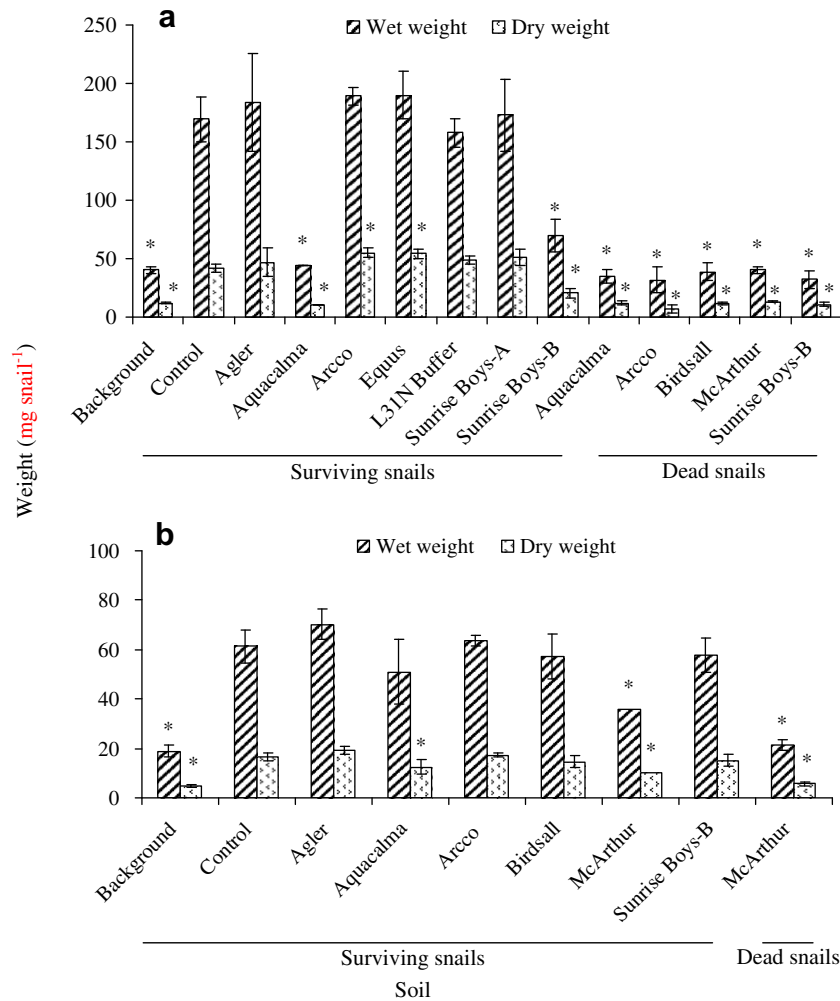 a
Wet weight Dry weight
250
200
150
100
50
0
* * * * * * * * * * * * * * * * * *
Background
Control
Agler
Aquacalma
Arcco
Equus
L31N Buffer
Sunrise Boys-A
Sunrise Boys-B
Aquacalma
Arcco
Birdsall
McArthur
Sunrise Boys-B
Surviving snails Dead snails
Weight (mg snail-1)
b
Wet weight Dry weight
100
80
60
40
20
0
* * * * * * *
Background
Control
Agler
Aquacalma
Arcco
Birdsall
McArthur
Sunrise Boys-B
McArthur
Surviving snails Dead snails
Soil